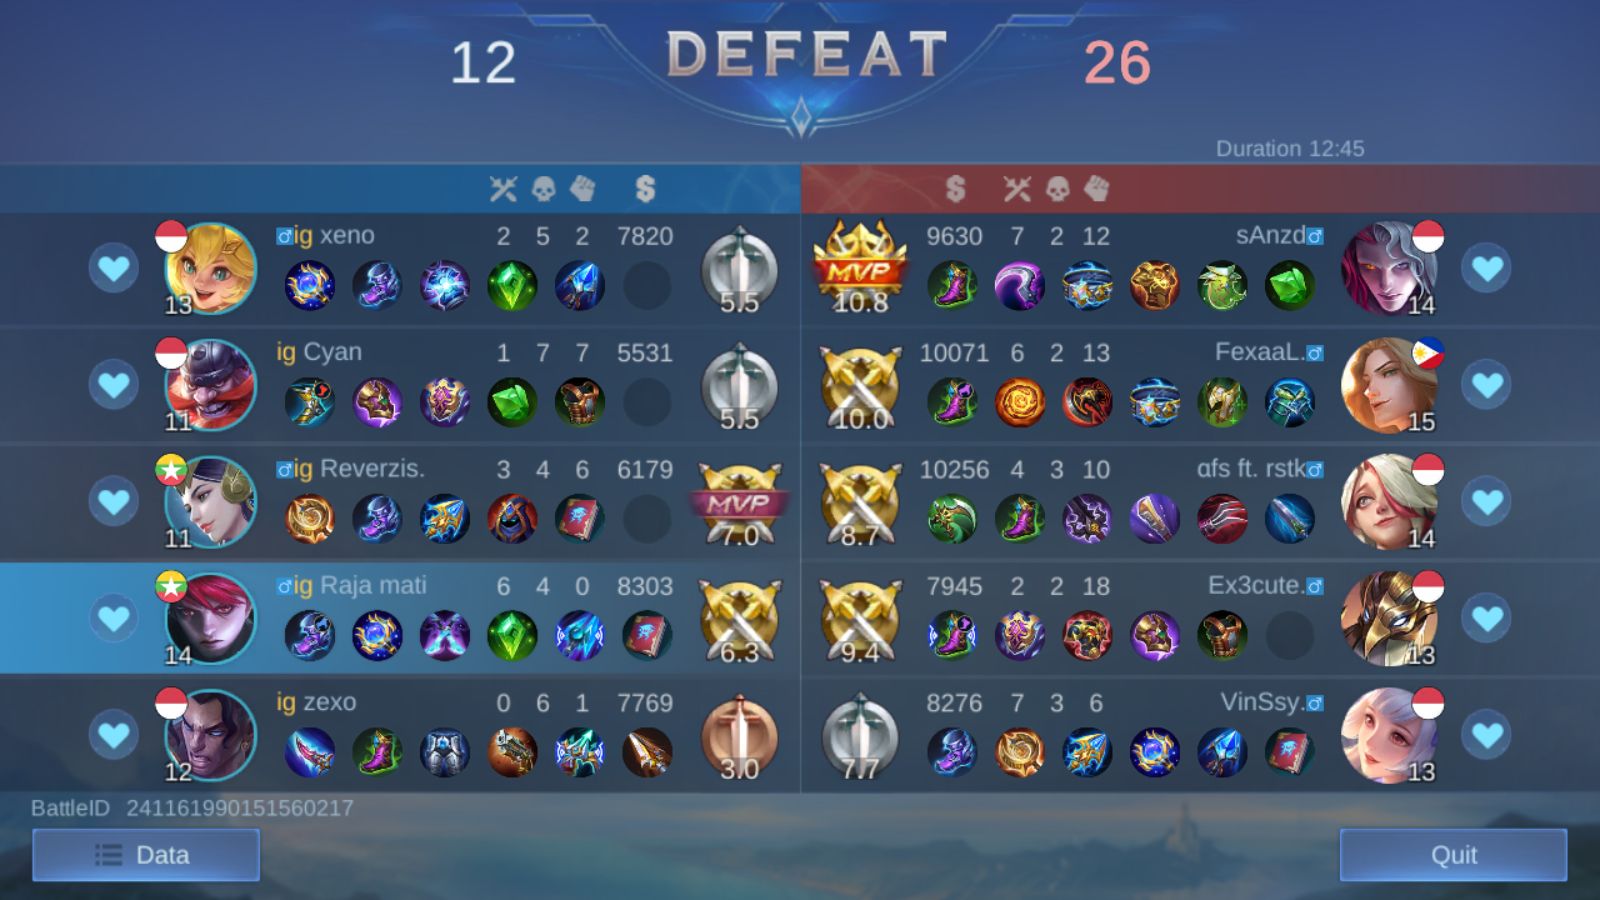 12 DEFEAT 26
Duration 12:45
ig xeno 2 5 2 7820
13 5.5
MVP 10.8 9630 7 2 12 sAnzd 14
ig Cyan 1 7 7 5531
11 5.5
10.0 10071 6 2 13 FexaaL. 15
ig Reverzis. 3 4 6 6179
11 MVP 7.0
8.7 10256 4 3 10 αfs ft. rstk 14
ig Raja mati 6 4 0 8303
14 6.3
9.4 7945 2 2 18 Ex3cute. 13
ig zexo 0 6 1 7769
12 3.0
7.7 8276 7 3 6 VinSsy. 13
BattleID 241161990151560217
Data
Quit